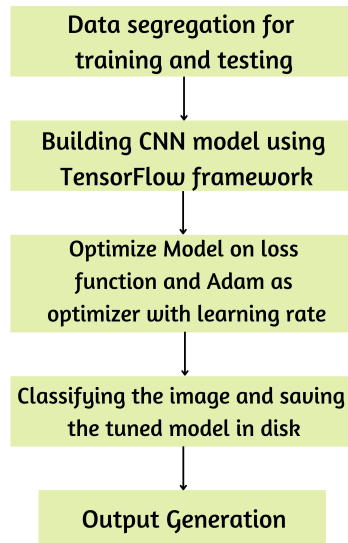 Data segregation for
training and testing
Building CNN model using
TensorFlow framework
Optimize Model on loss
function and Adam as
optimizer with learning rate
Classifying the image and saving
the tuned model in disk
Output Generation